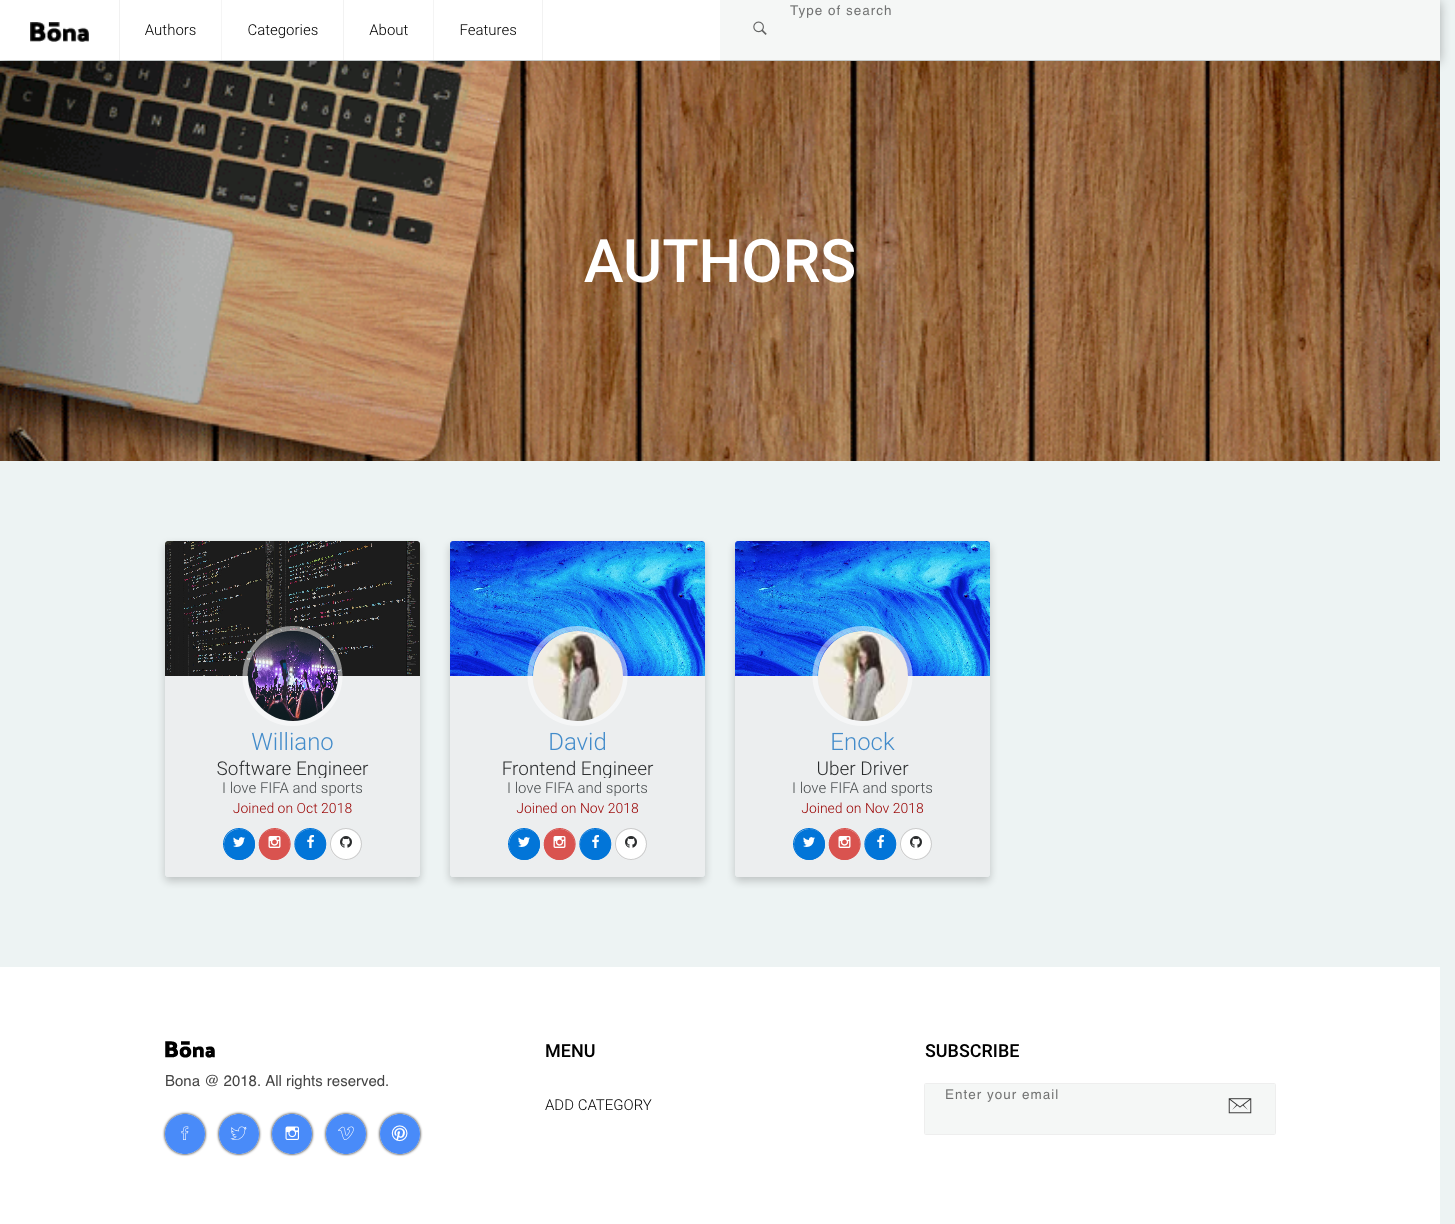 Bōna
Authors
Categories
About
Features
Type of search
C
V
B
N
M
H
J
K
L
é
ü
!
£
$
cmd
AUTHORS
Williano
Software Engineer
I love FIFA and sports
Joined on Oct 2018
David
Frontend Engineer
I love FIFA and sports
Joined on Nov 2018
Enock
Uber Driver
I love FIFA and sports
Joined on Nov 2018
Bōna
Bona @ 2018. All rights reserved.
MENU
ADD CATEGORY
SUBSCRIBE
Enter your email